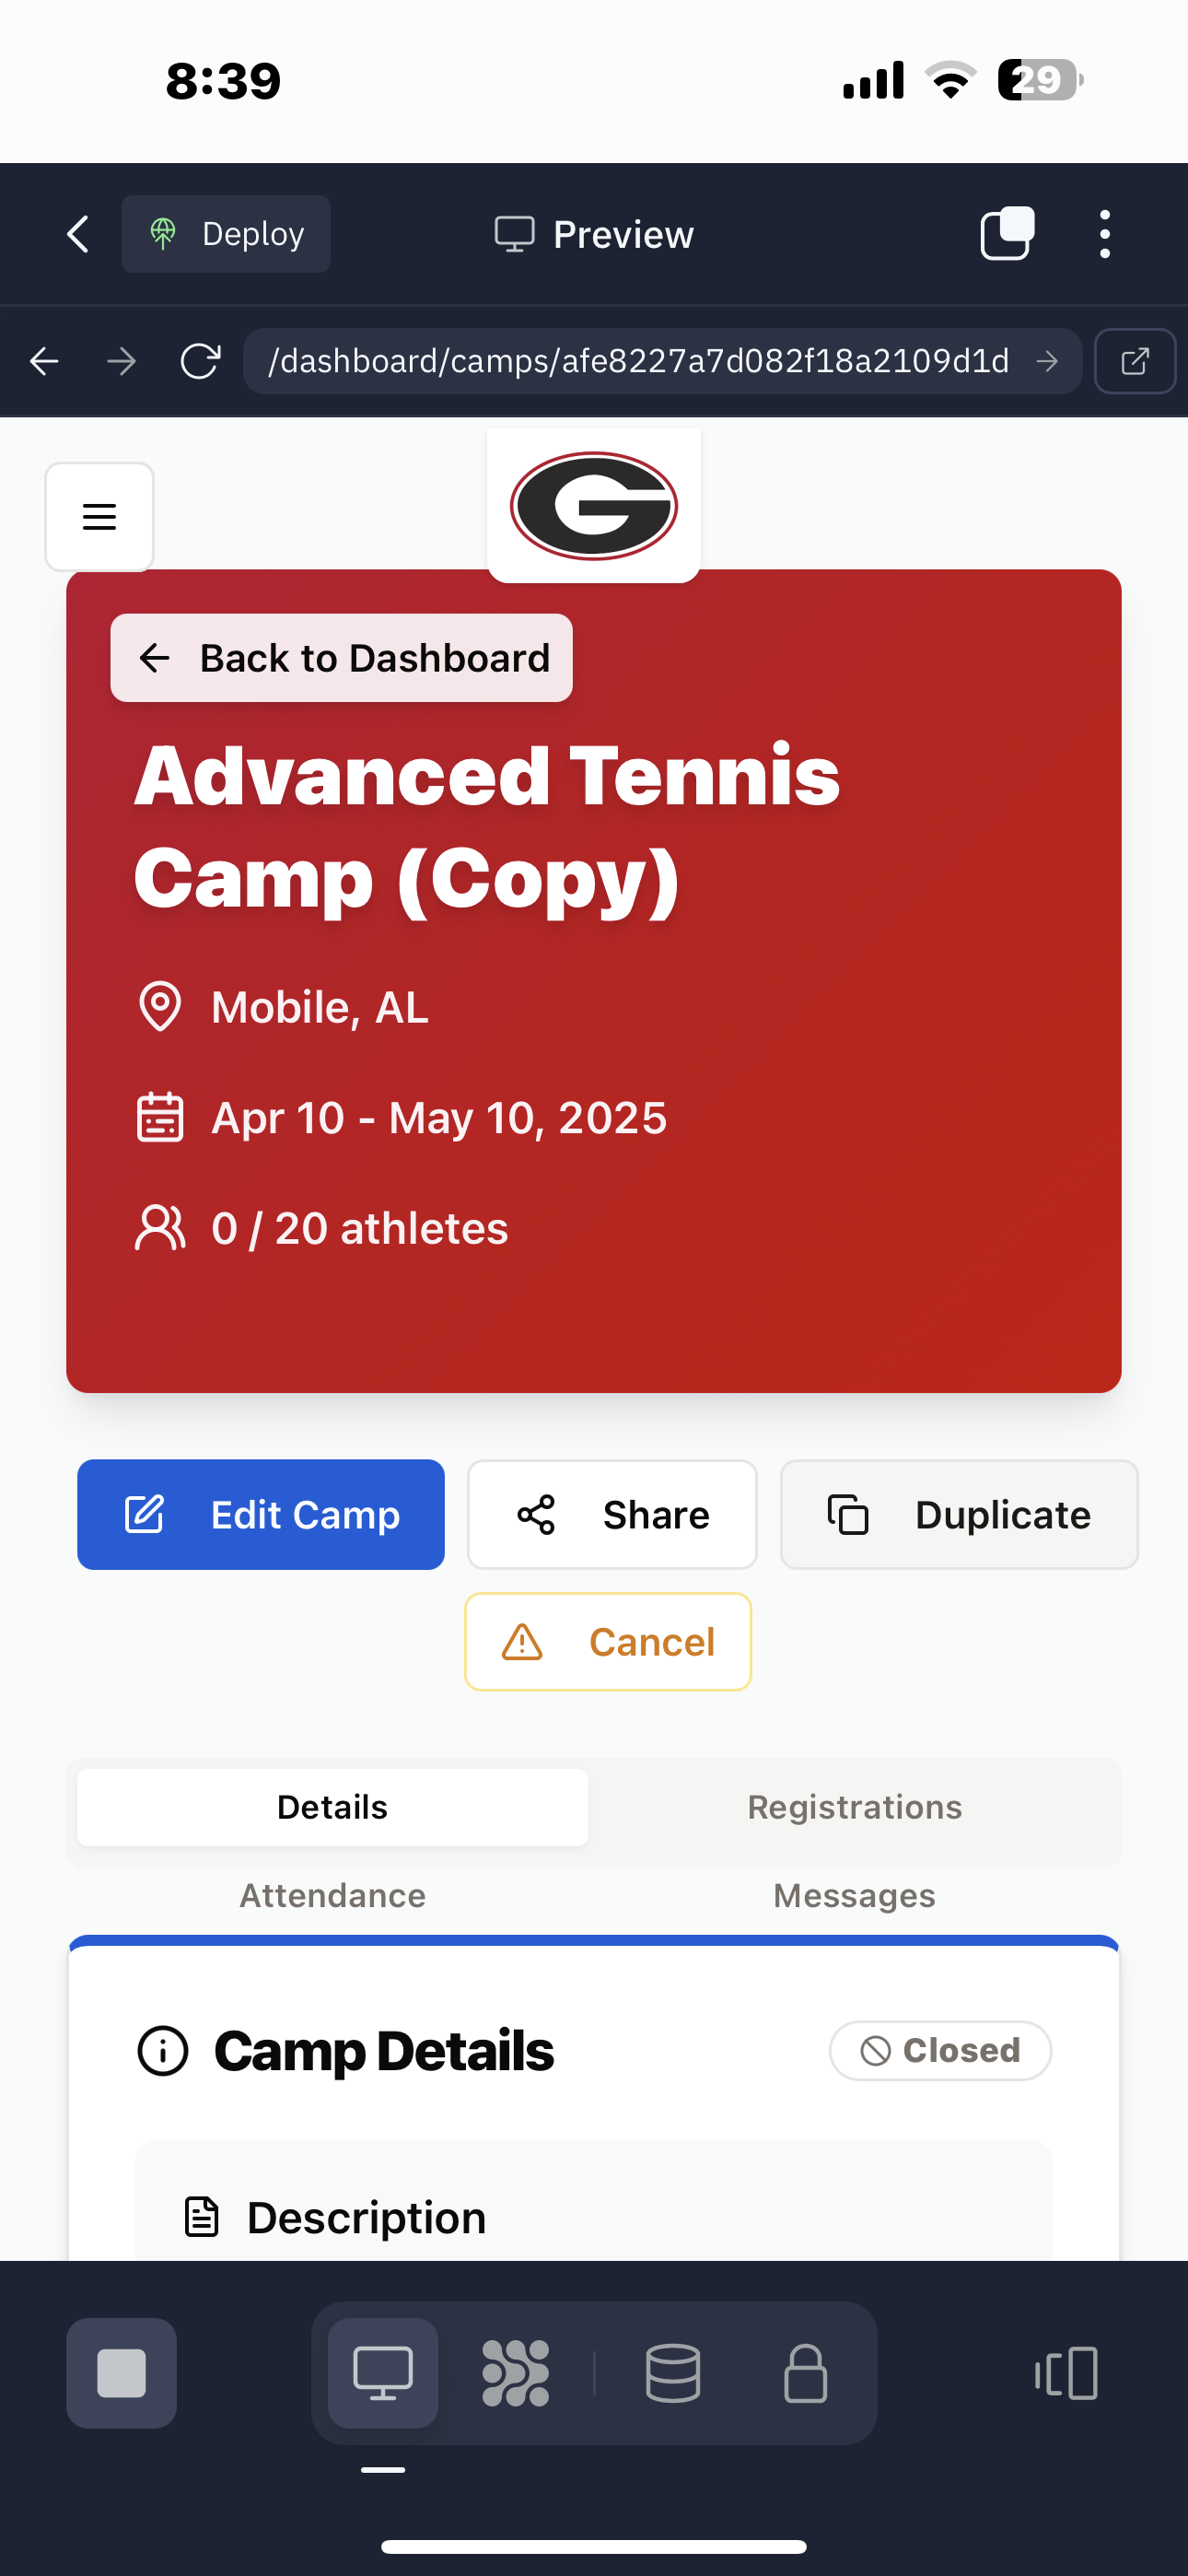 8:39
29
Deploy
Preview
/dashboard/camps/afe8227a7d082f18a2109d1d
G
Back to Dashboard
Advanced Tennis
Camp (Copy)
Mobile, AL
Apr 10 - May 10, 2025
0 / 20 athletes
Edit Camp
Share
Duplicate
Cancel
Details
Registrations
Attendance
Messages
Camp Details
Closed
Description